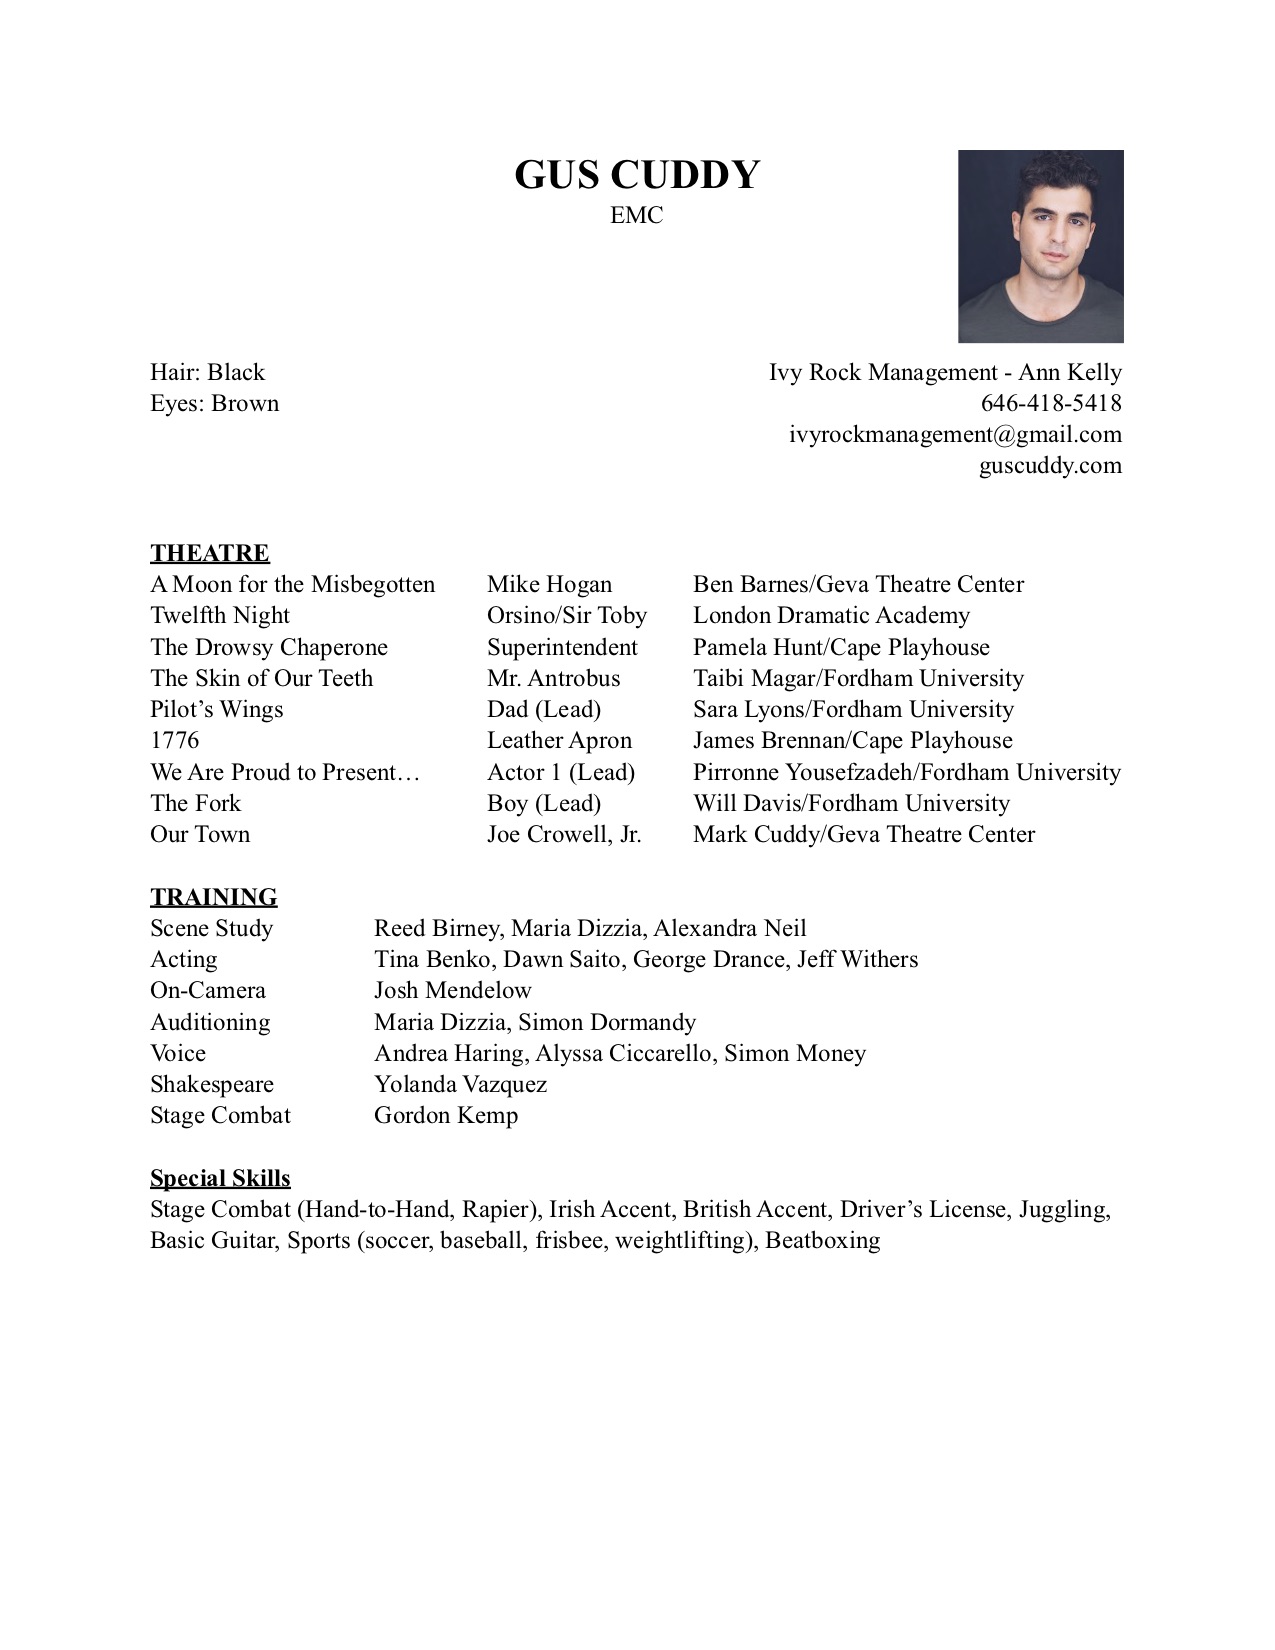 GUS CUDDY
EMC
Hair: Black
Eyes: Brown
Ivy Rock Management - Ann Kelly
646-418-5418
ivyrockmanagement@gmail.com
guscuddy.com
THEATRE
A Moon for the Misbegotten Mike Hogan Ben Barnes/Geva Theatre Center
Twelfth Night Orsino/Sir Toby London Dramatic Academy
The Drowsy Chaperone Superintendent Pamela Hunt/Cape Playhouse
The Skin of Our Teeth Mr. Antrobus Taibi Magar/Fordham University
Pilot’s Wings Dad (Lead) Sara Lyons/Fordham University
1776 Leather Apron James Brennan/Cape Playhouse
We Are Proud to Present… Actor 1 (Lead) Pirronne Yousefzadeh/Fordham University
The Fork Boy (Lead) Will Davis/Fordham University
Our Town Joe Crowell, Jr. Mark Cuddy/Geva Theatre Center
TRAINING
Scene Study Reed Birney, Maria Dizzia, Alexandra Neil
Acting Tina Benko, Dawn Saito, George Drance, Jeff Withers
On-Camera Josh Mendelow
Auditioning Maria Dizzia, Simon Dormandy
Voice Andrea Haring, Alyssa Ciccarello, Simon Money
Shakespeare Yolanda Vazquez
Stage Combat Gordon Kemp
Special Skills
Stage Combat (Hand-to-Hand, Rapier), Irish Accent, British Accent, Driver’s License, Juggling,
Basic Guitar, Sports (soccer, baseball, frisbee, weightlifting), Beatboxing